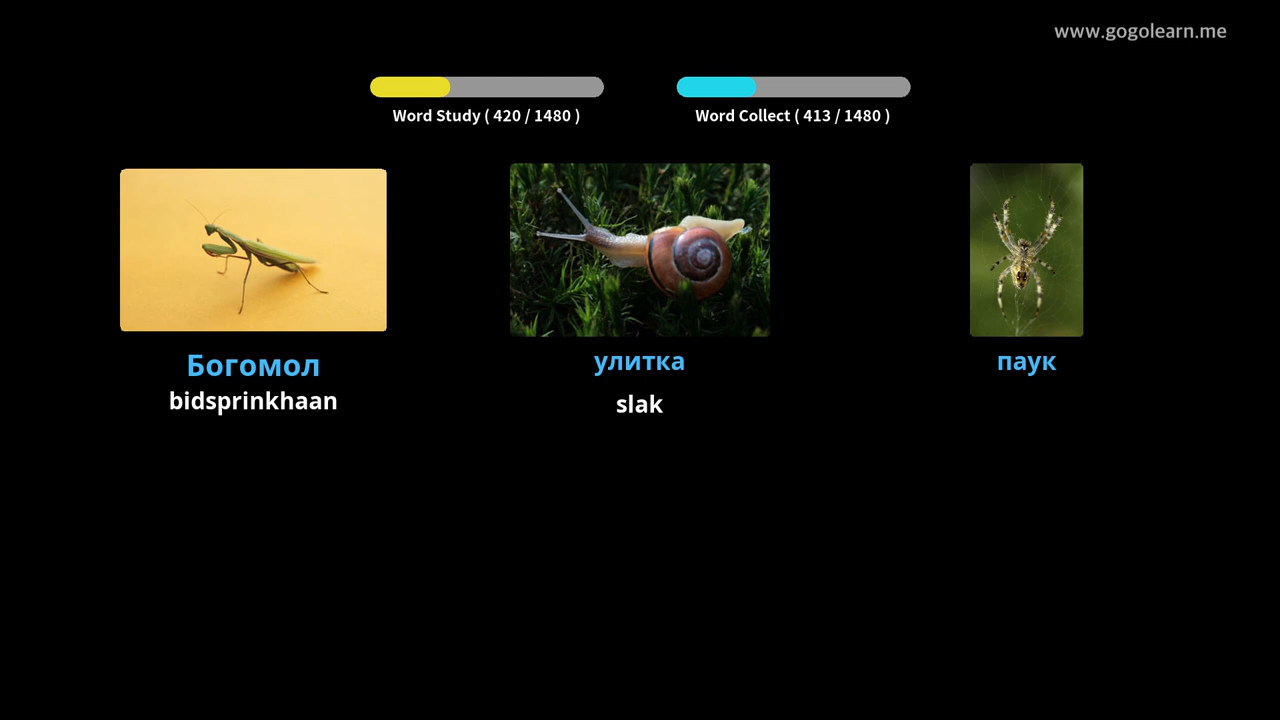 www.gogolearn.me
Word Study ( 420 / 1480 )
Word Collect ( 413 / 1480 )
Богомол
bidsprinkhaan
улитка
slak
паук